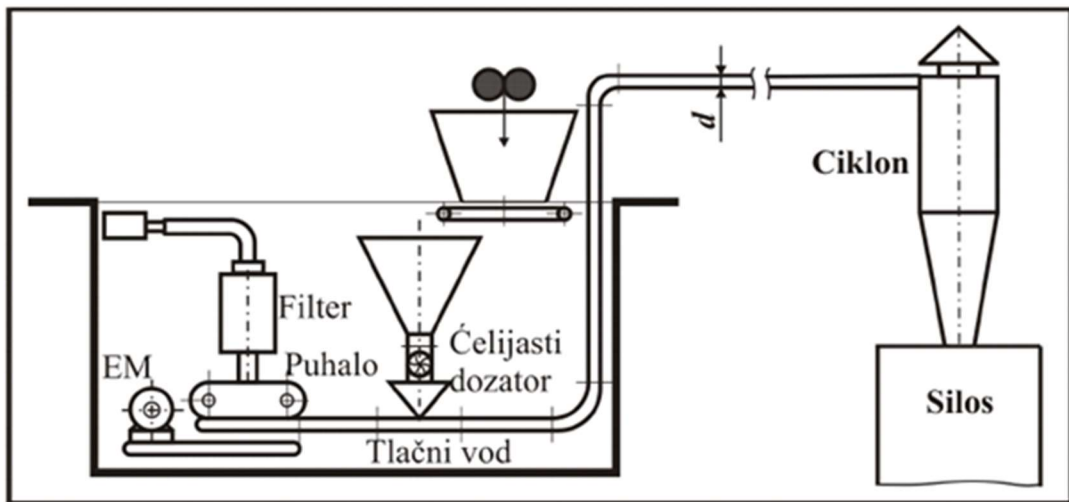 d
Ciklon
Filter
EM
Puhalo
Ćelijasti
dozator
Silos
Tlačni vod